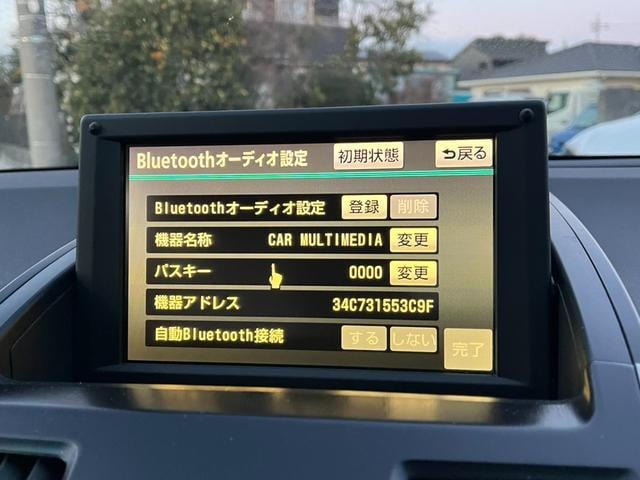 Bluetoothオーディオ設定 初期状態 戻る
Bluetoothオーディオ設定 登録 削除
機器名称 CAR MULTIMEDIA 変更
パスキー 0000 変更
機器アドレス 34C731553C9F
自動Bluetooth接続 する しない 完了